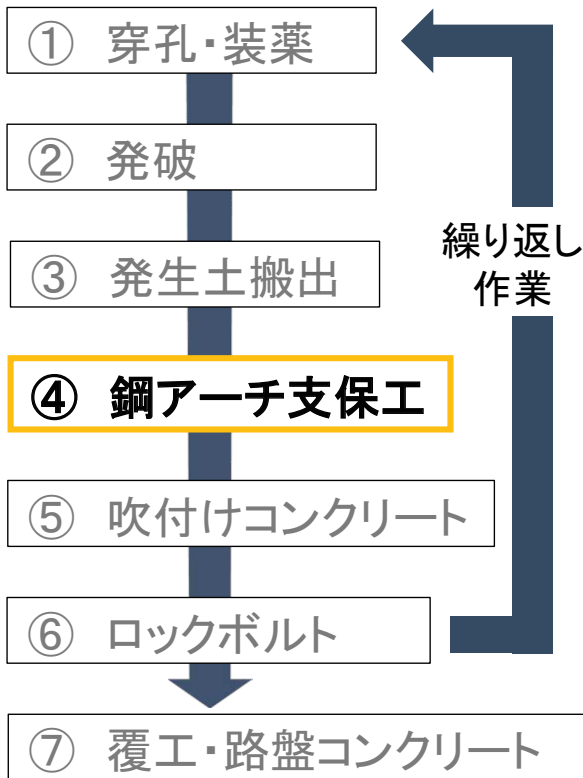 ① 穿孔・装薬
② 発破
③ 発生土搬出
繰り返し
作業
④ 鋼アーチ支保工
⑤ 吹付けコンクリート
⑥ ロックボルト
⑦ 覆工・路盤コンクリート